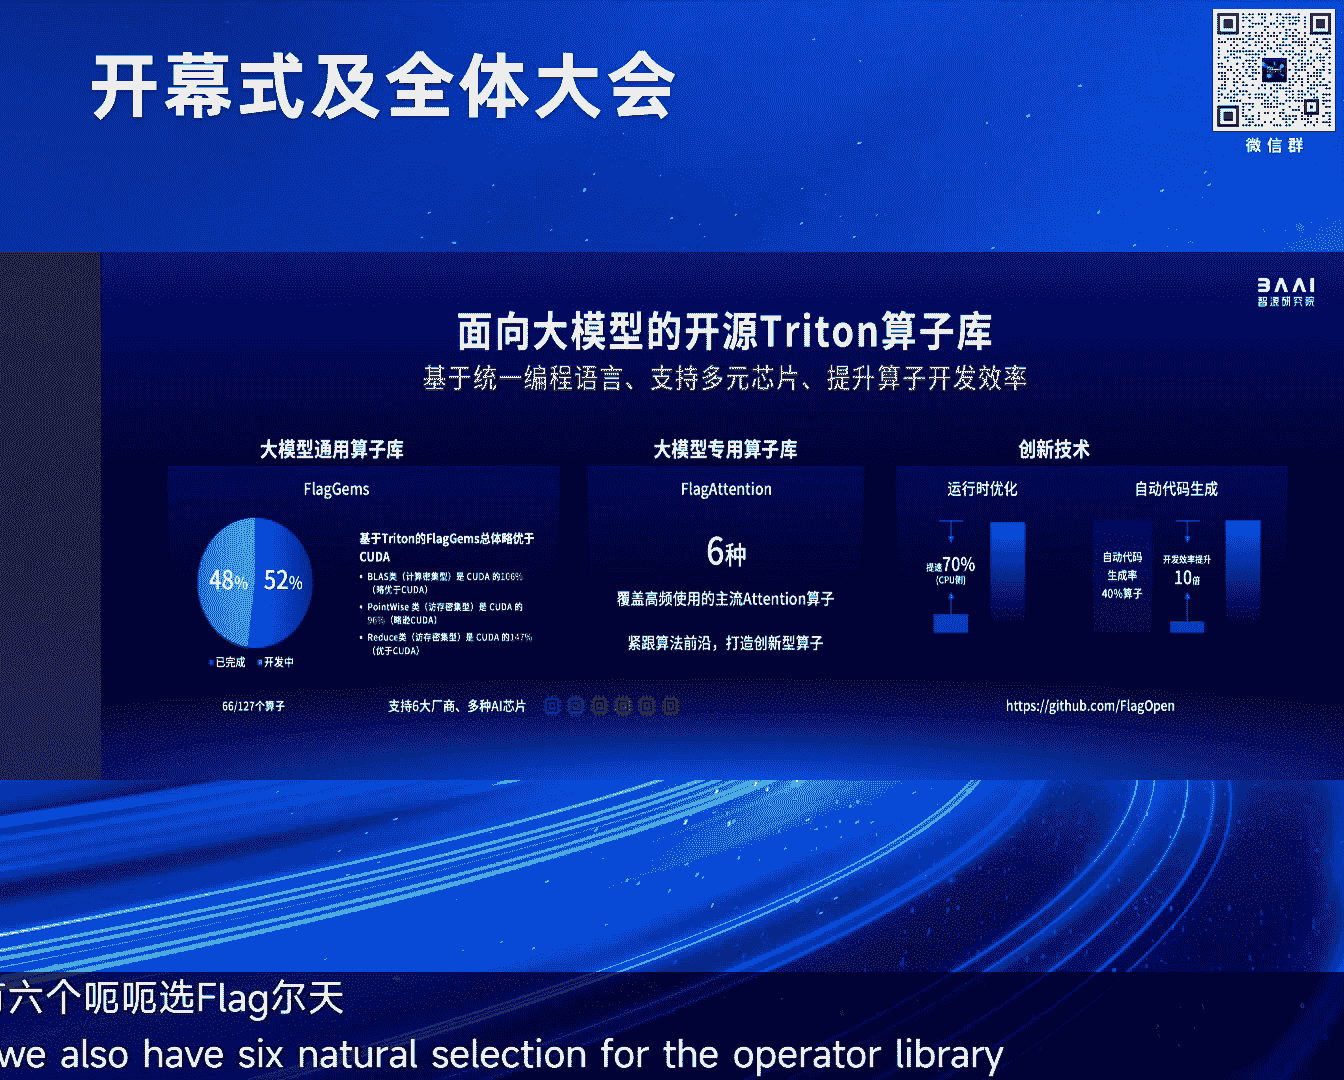 开幕式及全体大会
微信群
BAAI
智源研究院
面向大模型的开源Triton算子库
基于统一编程语言、支持多元芯片、提升算子开发效率
大模型通用算子库
FlagGems
48%
52%
已完成
开发中
66/127个算子
基于Triton的FlagGems总体略优于
CUDA
• BLAS类（计算密集型）是 CUDA 的106%
（略优于CUDA）
• PointWise 类（访存密集型）是 CUDA 的
96%（略逊CUDA）
• Reduce类（访存密集型）是 CUDA 的147%
（优于CUDA）
支持6大厂商、多种AI芯片
大模型专用算子库
FlagAttention
6种
覆盖高频使用的主流Attention算子
紧跟算法前沿，打造创新型算子
创新技术
运行时优化
提速70%
(CPU侧)
自动代码生成
自动代码
生成率
40%算子
开发效率提升
10倍
https://github.com/FlagOpen
六个呃呃选Flag尔天
we also have six natural selection for the operator library